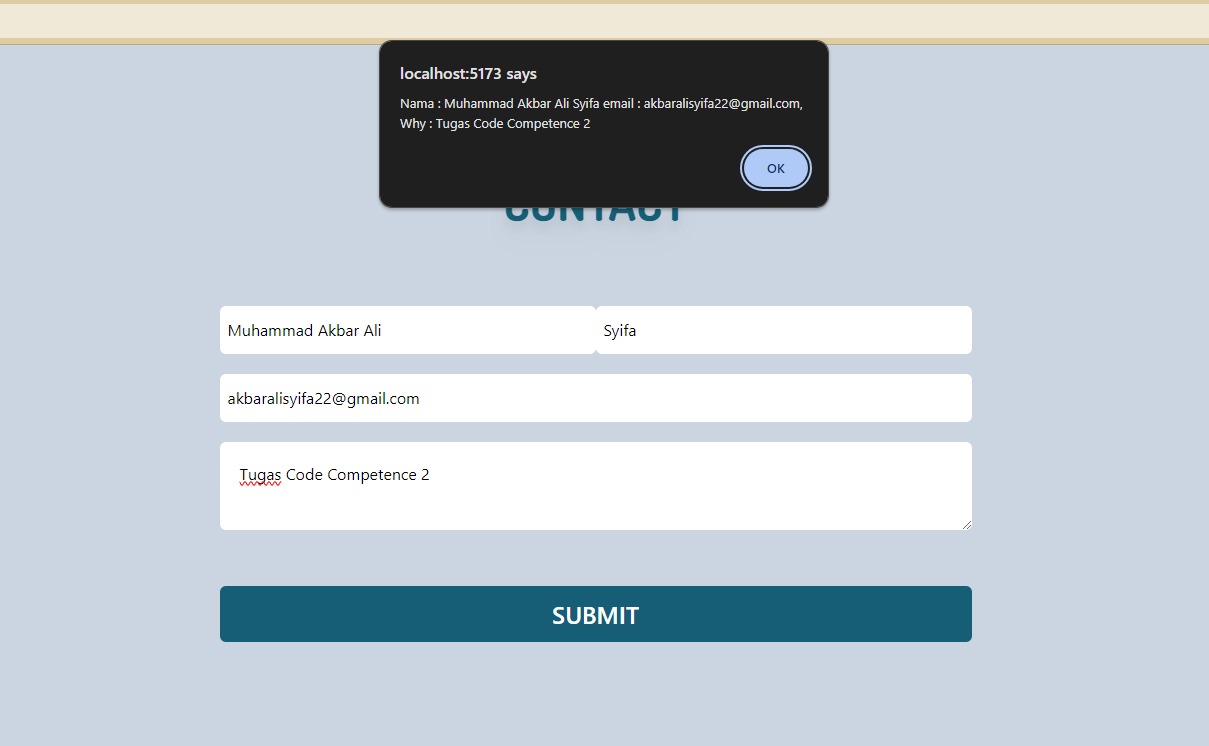 localhost:5173 says
Nama : Muhammad Akbar Ali Syifa email : akbaralisyifa22@gmail.com,
Why : Tugas Code Competence 2
OK
CONTACT
Muhammad Akbar Ali
Syifa
akbaralisyifa22@gmail.com
Tugas Code Competence 2
SUBMIT